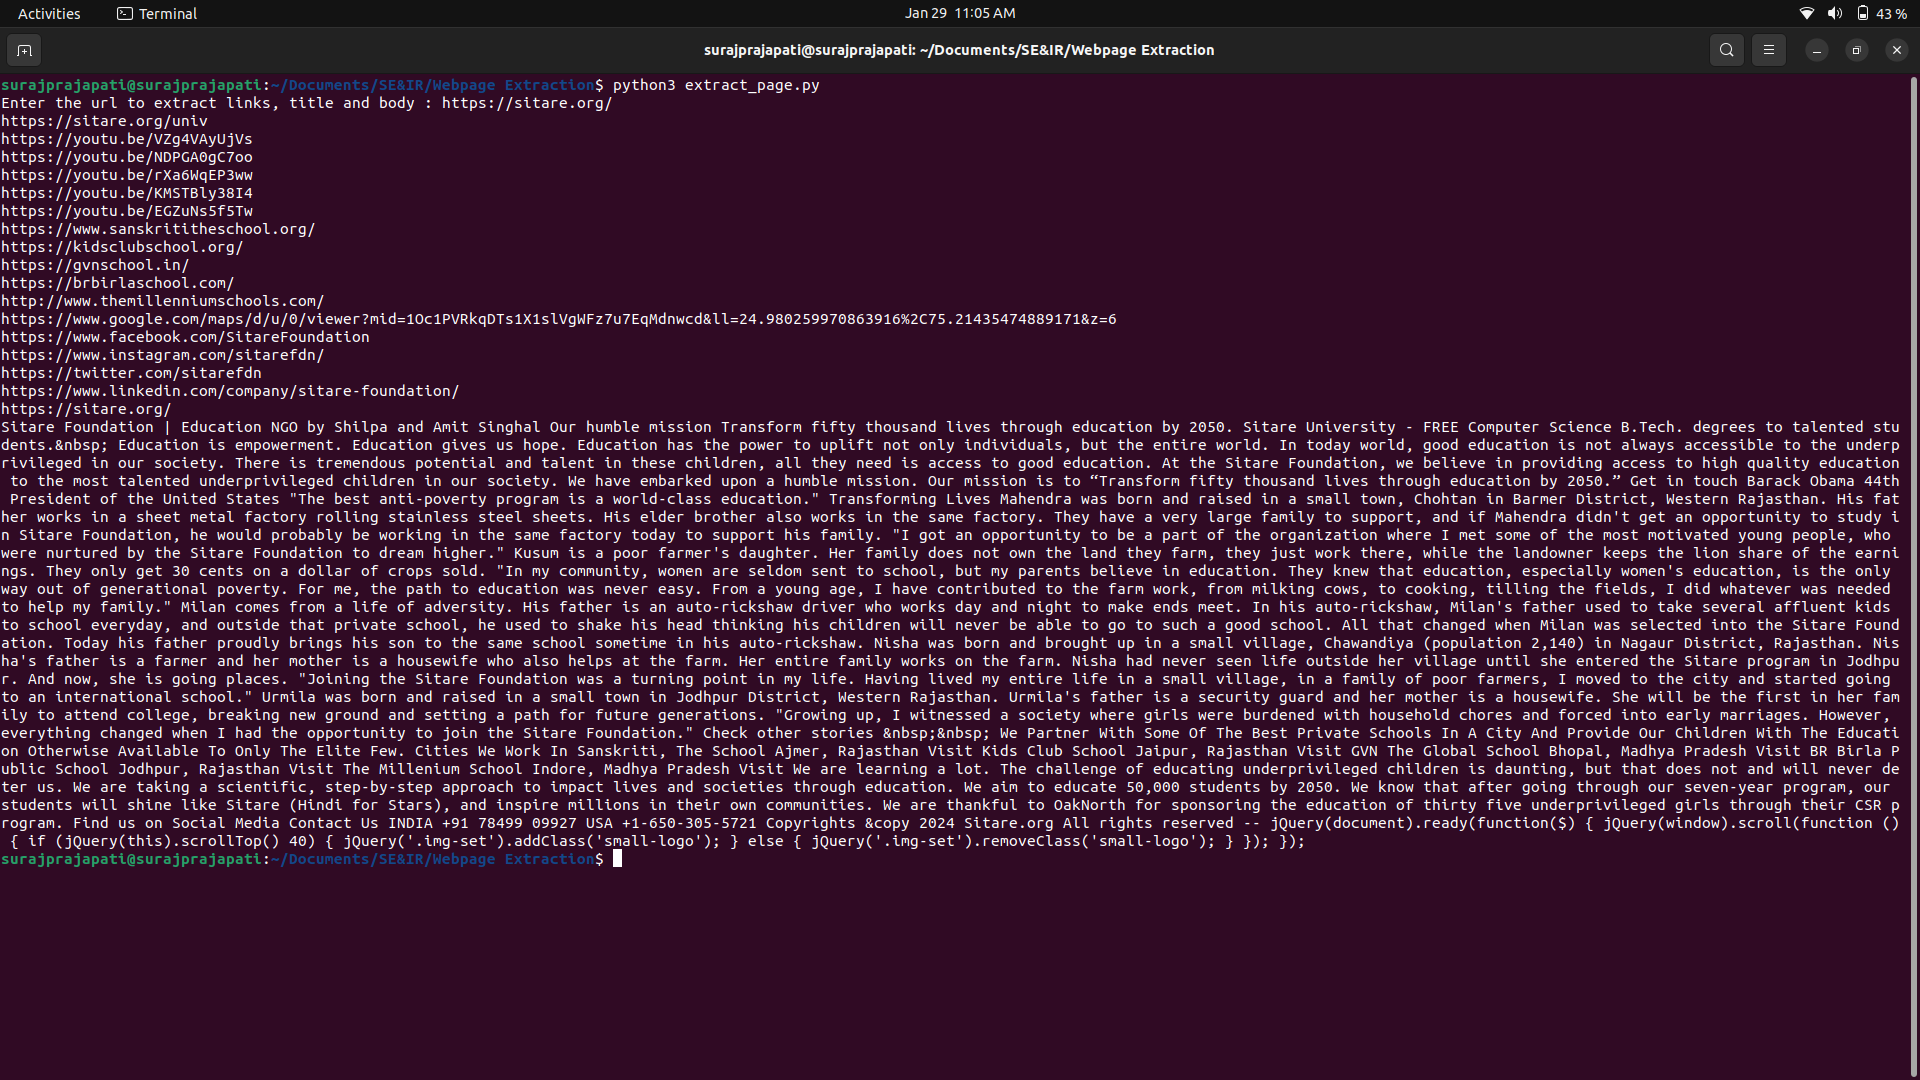 Activities Terminal Jan 29 11:05 AM 43 %
surajprajapati@surajprajapati: ~/Documents/SE&IR/Webpage Extraction
surajprajapati@surajprajapati:~/Documents/SE&IR/Webpage Extraction$ python3 extract_page.py
Enter the url to extract links, title and body : https://sitare.org/
https://sitare.org/univ
https://youtu.be/VZg4VAyUjVs
https://youtu.be/NDPGA0gC7oo
https://youtu.be/rXa6WqEP3ww
https://youtu.be/KMSTBly38I4
https://youtu.be/EGZuNs5f5Tw
https://www.sanskrititheschool.org/
https://kidsclubschool.org/
https://gvnschool.in/
https://brbirlaschool.com/
http://www.themillenniumschools.com/
https://www.google.com/maps/d/u/0/viewer?mid=1Oc1PVRkqDTs1X1slVgWFz7u7EqMdnwcd&ll=24.980259970863916%2C75.21435474889171&z=6
https://www.facebook.com/SitareFoundation
https://www.instagram.com/sitarefdn/
https://twitter.com/sitarefdn
https://www.linkedin.com/company/sitare-foundation/
https://sitare.org/
Sitare Foundation | Education NGO by Shilpa and Amit Singhal Our humble mission Transform fifty thousand lives through education by 2050. Sitare University - FREE Computer Science B.Tech. degrees to talented stu
dents.&nbsp; Education is empowerment. Education gives us hope. Education has the power to uplift not only individuals, but the entire world. In today world, good education is not always accessible to the underp
rivileged in our society. There is tremendous potential and talent in these children, all they need is access to good education. At the Sitare Foundation, we believe in providing access to high quality education
 to the most talented underprivileged children in our society. We have embarked upon a humble mission. Our mission is to “Transform fifty thousand lives through education by 2050.” Get in touch Barack Obama 44th
 President of the United States "The best anti-poverty program is a world-class education." Transforming Lives Mahendra was born and raised in a small town, Chohtan in Barmer District, Western Rajasthan. His fat
her works in a sheet metal factory rolling stainless steel sheets. His elder brother also works in the same factory. They have a very large family to support, and if Mahendra didn't get an opportunity to study i
n Sitare Foundation, he would probably be working in the same factory today to support his family. "I got an opportunity to be a part of the organization where I met some of the most motivated young people, who
were nurtured by the Sitare Foundation to dream higher." Kusum is a poor farmer's daughter. Her family does not own the land they farm, they just work there, while the landowner keeps the lion share of the earni
ngs. They only get 30 cents on a dollar of crops sold. "In my community, women are seldom sent to school, but my parents believe in education. They knew that education, especially women's education, is the only
way out of generational poverty. For me, the path to education was never easy. From a young age, I have contributed to the farm work, from milking cows, to cooking, tilling the fields, I did whatever was needed
to help my family." Milan comes from a life of adversity. His father is an auto-rickshaw driver who works day and night to make ends meet. In his auto-rickshaw, Milan's father used to take several affluent kids
to school everyday, and outside that private school, he used to shake his head thinking his children will never be able to go to such a good school. All that changed when Milan was selected into the Sitare Found
ation. Today his father proudly brings his son to the same school sometime in his auto-rickshaw. Nisha was born and brought up in a small village, Chawandiya (population 2,140) in Nagaur District, Rajasthan. Nis
ha's father is a farmer and her mother is a housewife who also helps at the farm. Her entire family works on the farm. Nisha had never seen life outside her village until she entered the Sitare program in Jodhpu
r. And now, she is going places. "Joining the Sitare Foundation was a turning point in my life. Having lived my entire life in a small village, in a family of poor farmers, I moved to the city and started going
to an international school." Urmila was born and raised in a small town in Jodhpur District, Western Rajasthan. Urmila's father is a security guard and her mother is a housewife. She will be the first in her fam
ily to attend college, breaking new ground and setting a path for future generations. "Growing up, I witnessed a society where girls were burdened with household chores and forced into early marriages. However,
everything changed when I had the opportunity to join the Sitare Foundation." Check other stories &nbsp;&nbsp; We Partner With Some Of The Best Private Schools In A City And Provide Our Children With The Educati
on Otherwise Available To Only The Elite Few. Cities We Work In Sanskriti, The School Ajmer, Rajasthan Visit Kids Club School Jaipur, Rajasthan Visit GVN The Global School Bhopal, Madhya Pradesh Visit BR Birla P
ublic School Jodhpur, Rajasthan Visit The Millenium School Indore, Madhya Pradesh Visit We are learning a lot. The challenge of educating underprivileged children is daunting, but that does not and will never de
ter us. We are taking a scientific, step-by-step approach to impact lives and societies through education. We aim to educate 50,000 students by 2050. We know that after going through our seven-year program, our
students will shine like Sitare (Hindi for Stars), and inspire millions in their own communities. We are thankful to OakNorth for sponsoring the education of thirty five underprivileged girls through their CSR p
rogram. Find us on Social Media Contact Us INDIA +91 78499 09927 USA +1-650-305-5721 Copyrights &copy 2024 Sitare.org All rights reserved -- jQuery(document).ready(function($) { jQuery(window).scroll(function ()
 { if (jQuery(this).scrollTop() 40) { jQuery('.img-set').addClass('small-logo'); } else { jQuery('.img-set').removeClass('small-logo'); } }); });
surajprajapati@surajprajapati:~/Documents/SE&IR/Webpage Extraction$